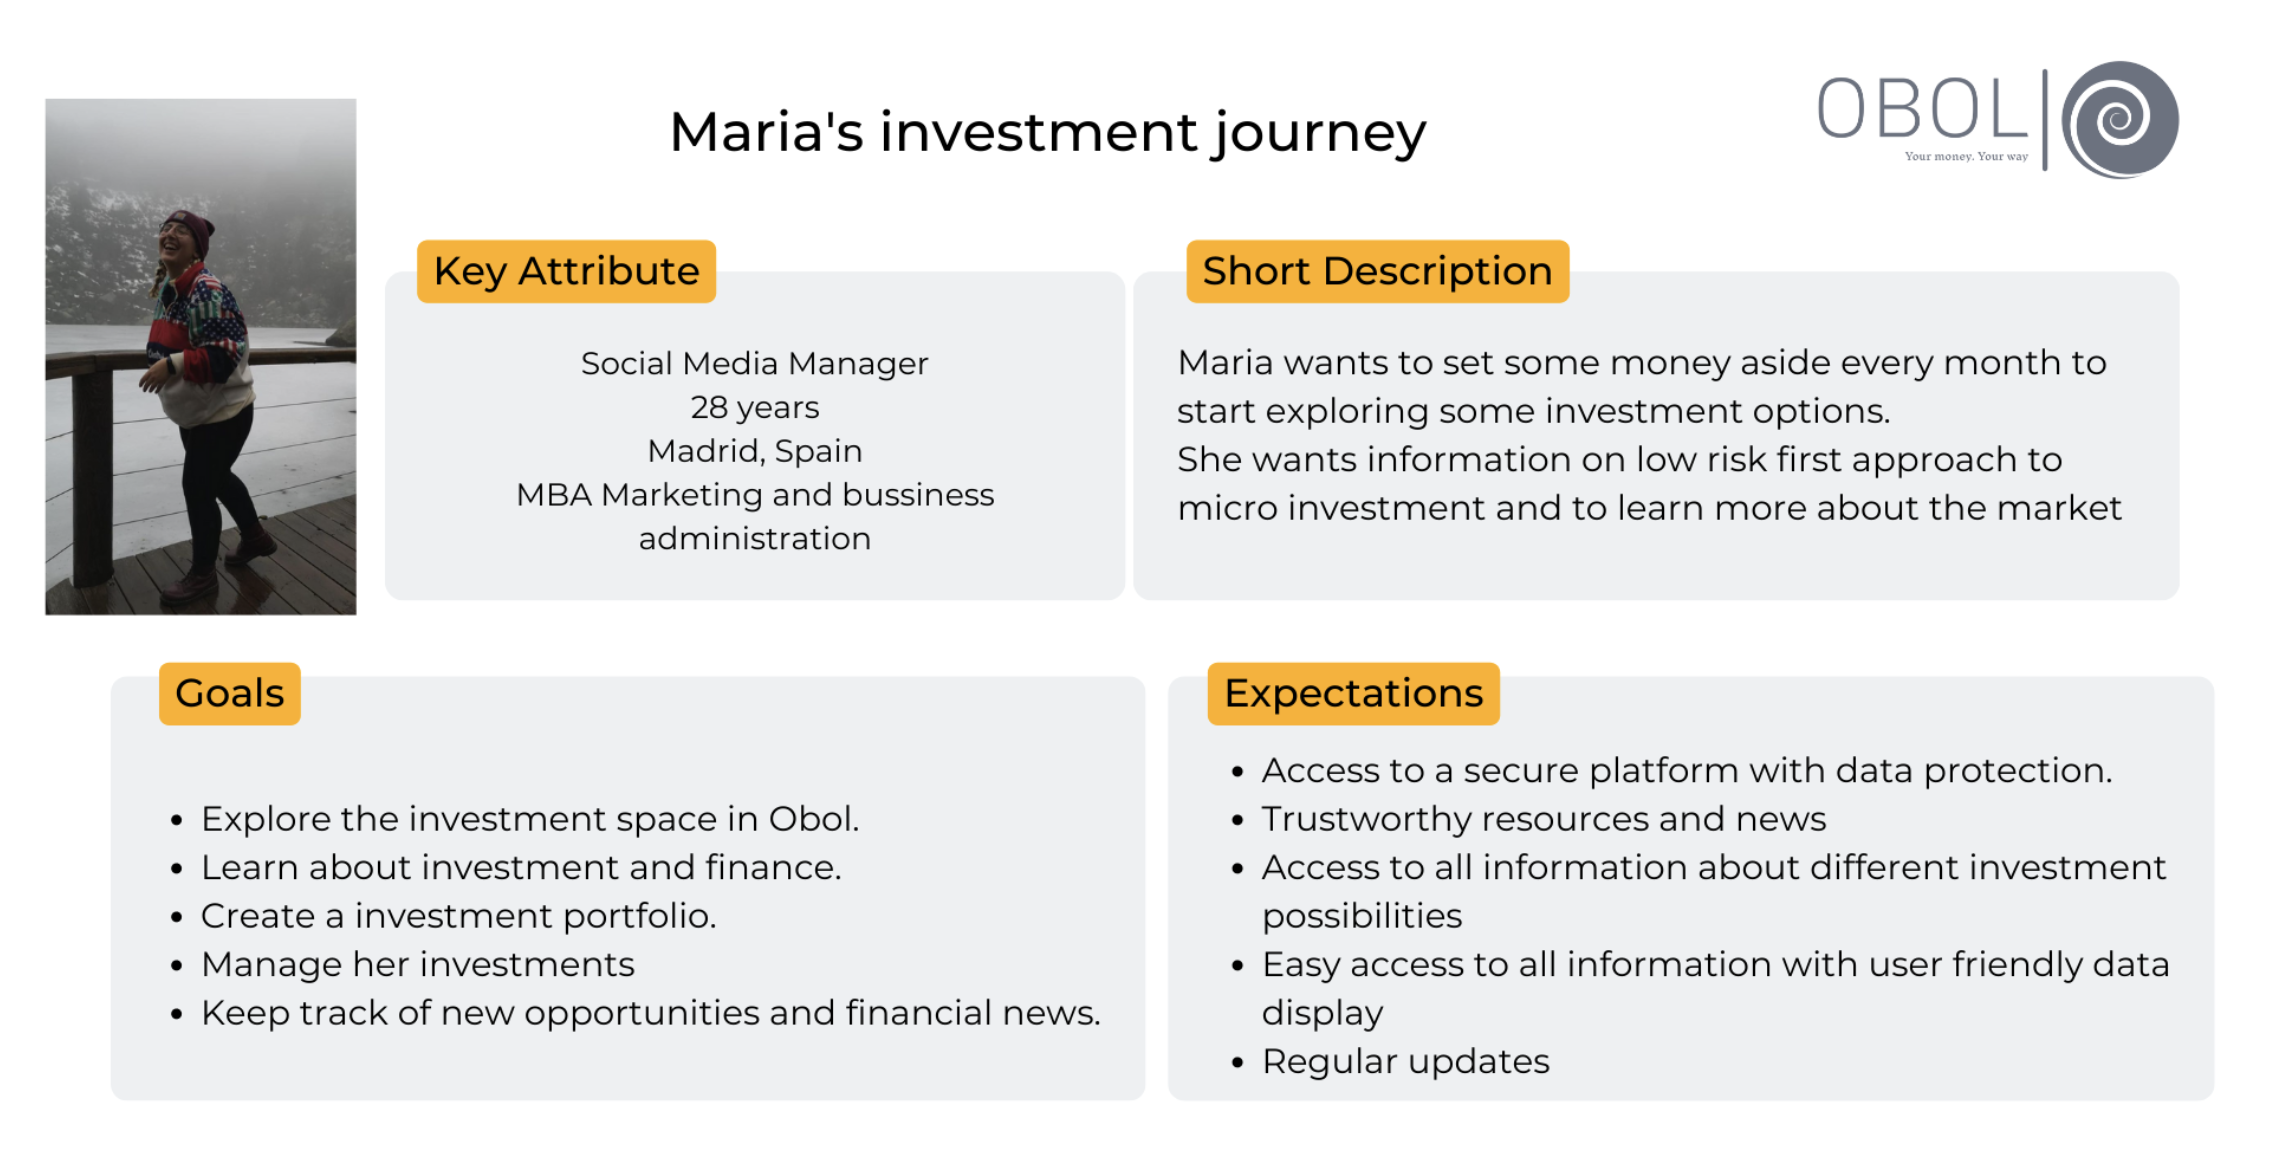 Maria's investment journey
OBOL
Your money. Your way
Key Attribute
Social Media Manager
28 years
Madrid, Spain
MBA Marketing and bussiness
administration
Short Description
Maria wants to set some money aside every month to
start exploring some investment options.
She wants information on low risk first approach to
micro investment and to learn more about the market
Goals
• Explore the investment space in Obol.
• Learn about investment and finance.
• Create a investment portfolio.
• Manage her investments
• Keep track of new opportunities and financial news.
Expectations
• Access to a secure platform with data protection.
• Trustworthy resources and news
• Access to all information about different investment
possibilities
• Easy access to all information with user friendly data
display
• Regular updates